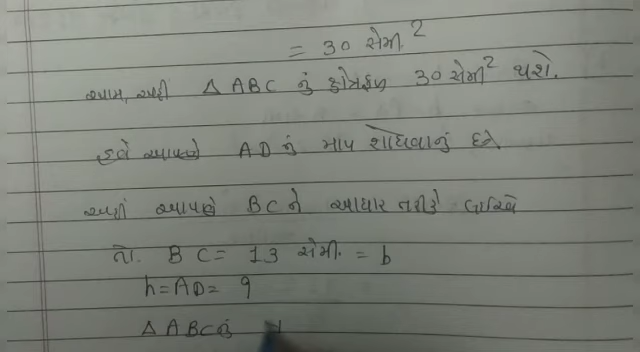 = 30 સેમી.²
આમ, અહીં △ ABC નું ક્ષેત્રફળ 30 સેમી² થશે.
હવે આપણે AD નું માપ શોધવાનું છે
અહીં આપણે BC ને આધાર તરીકે લઈએ
તો. BC = 13 સેમી. = b
h = AD = ?
△ ABC નું